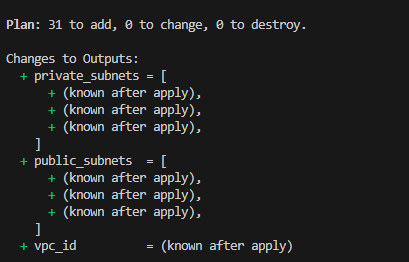 Plan: 31 to add, 0 to change, 0 to destroy.
Changes to Outputs:
  + private_subnets = [
      + (known after apply),
      + (known after apply),
      + (known after apply),
    ]
  + public_subnets  = [
      + (known after apply),
      + (known after apply),
      + (known after apply),
    ]
  + vpc_id          = (known after apply)